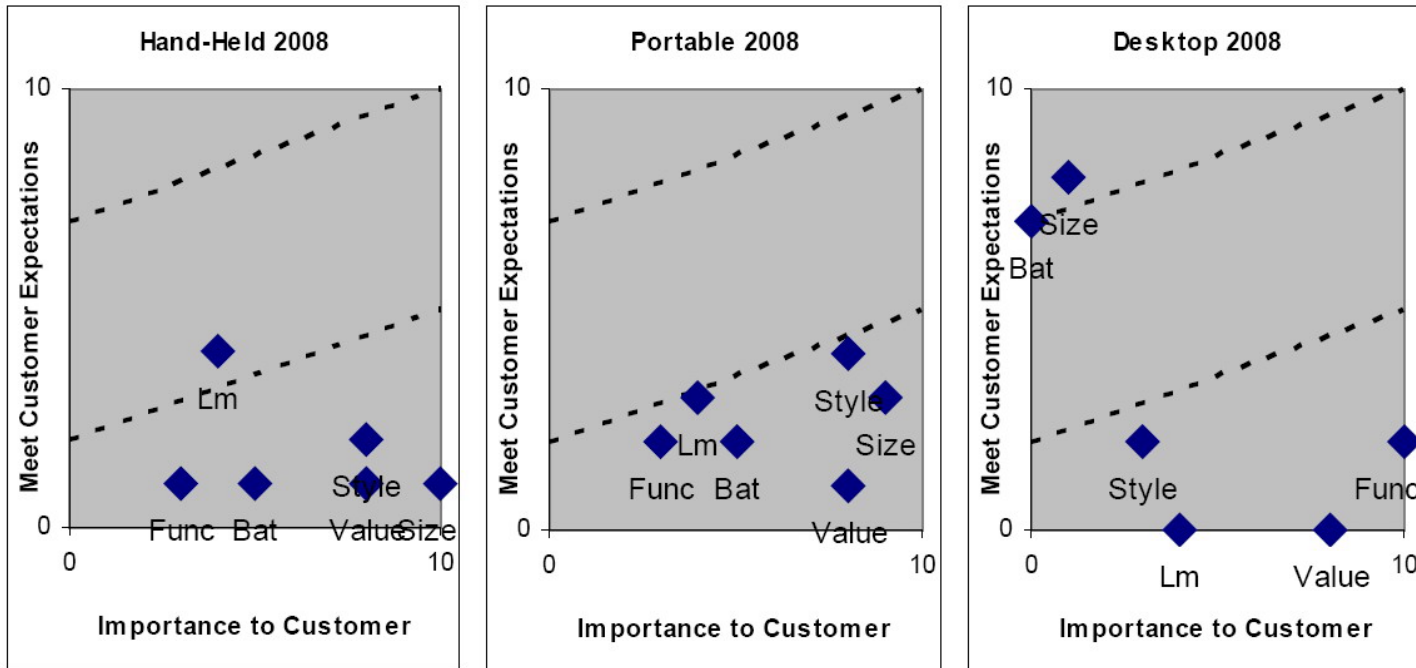 Hand-Held 2008
Meet Customer Expectations
10
0
Lm
Style
Func
Bat
Value
Size
0
10
Importance to Customer
Portable 2008
Meet Customer Expectations
10
0
Style
Lm
Size
Func
Bat
Value
0
10
Importance to Customer
Desktop 2008
Meet Customer Expectations
10
0
Size
Bat
Style
Func
Lm
Value
0
10
Importance to Customer